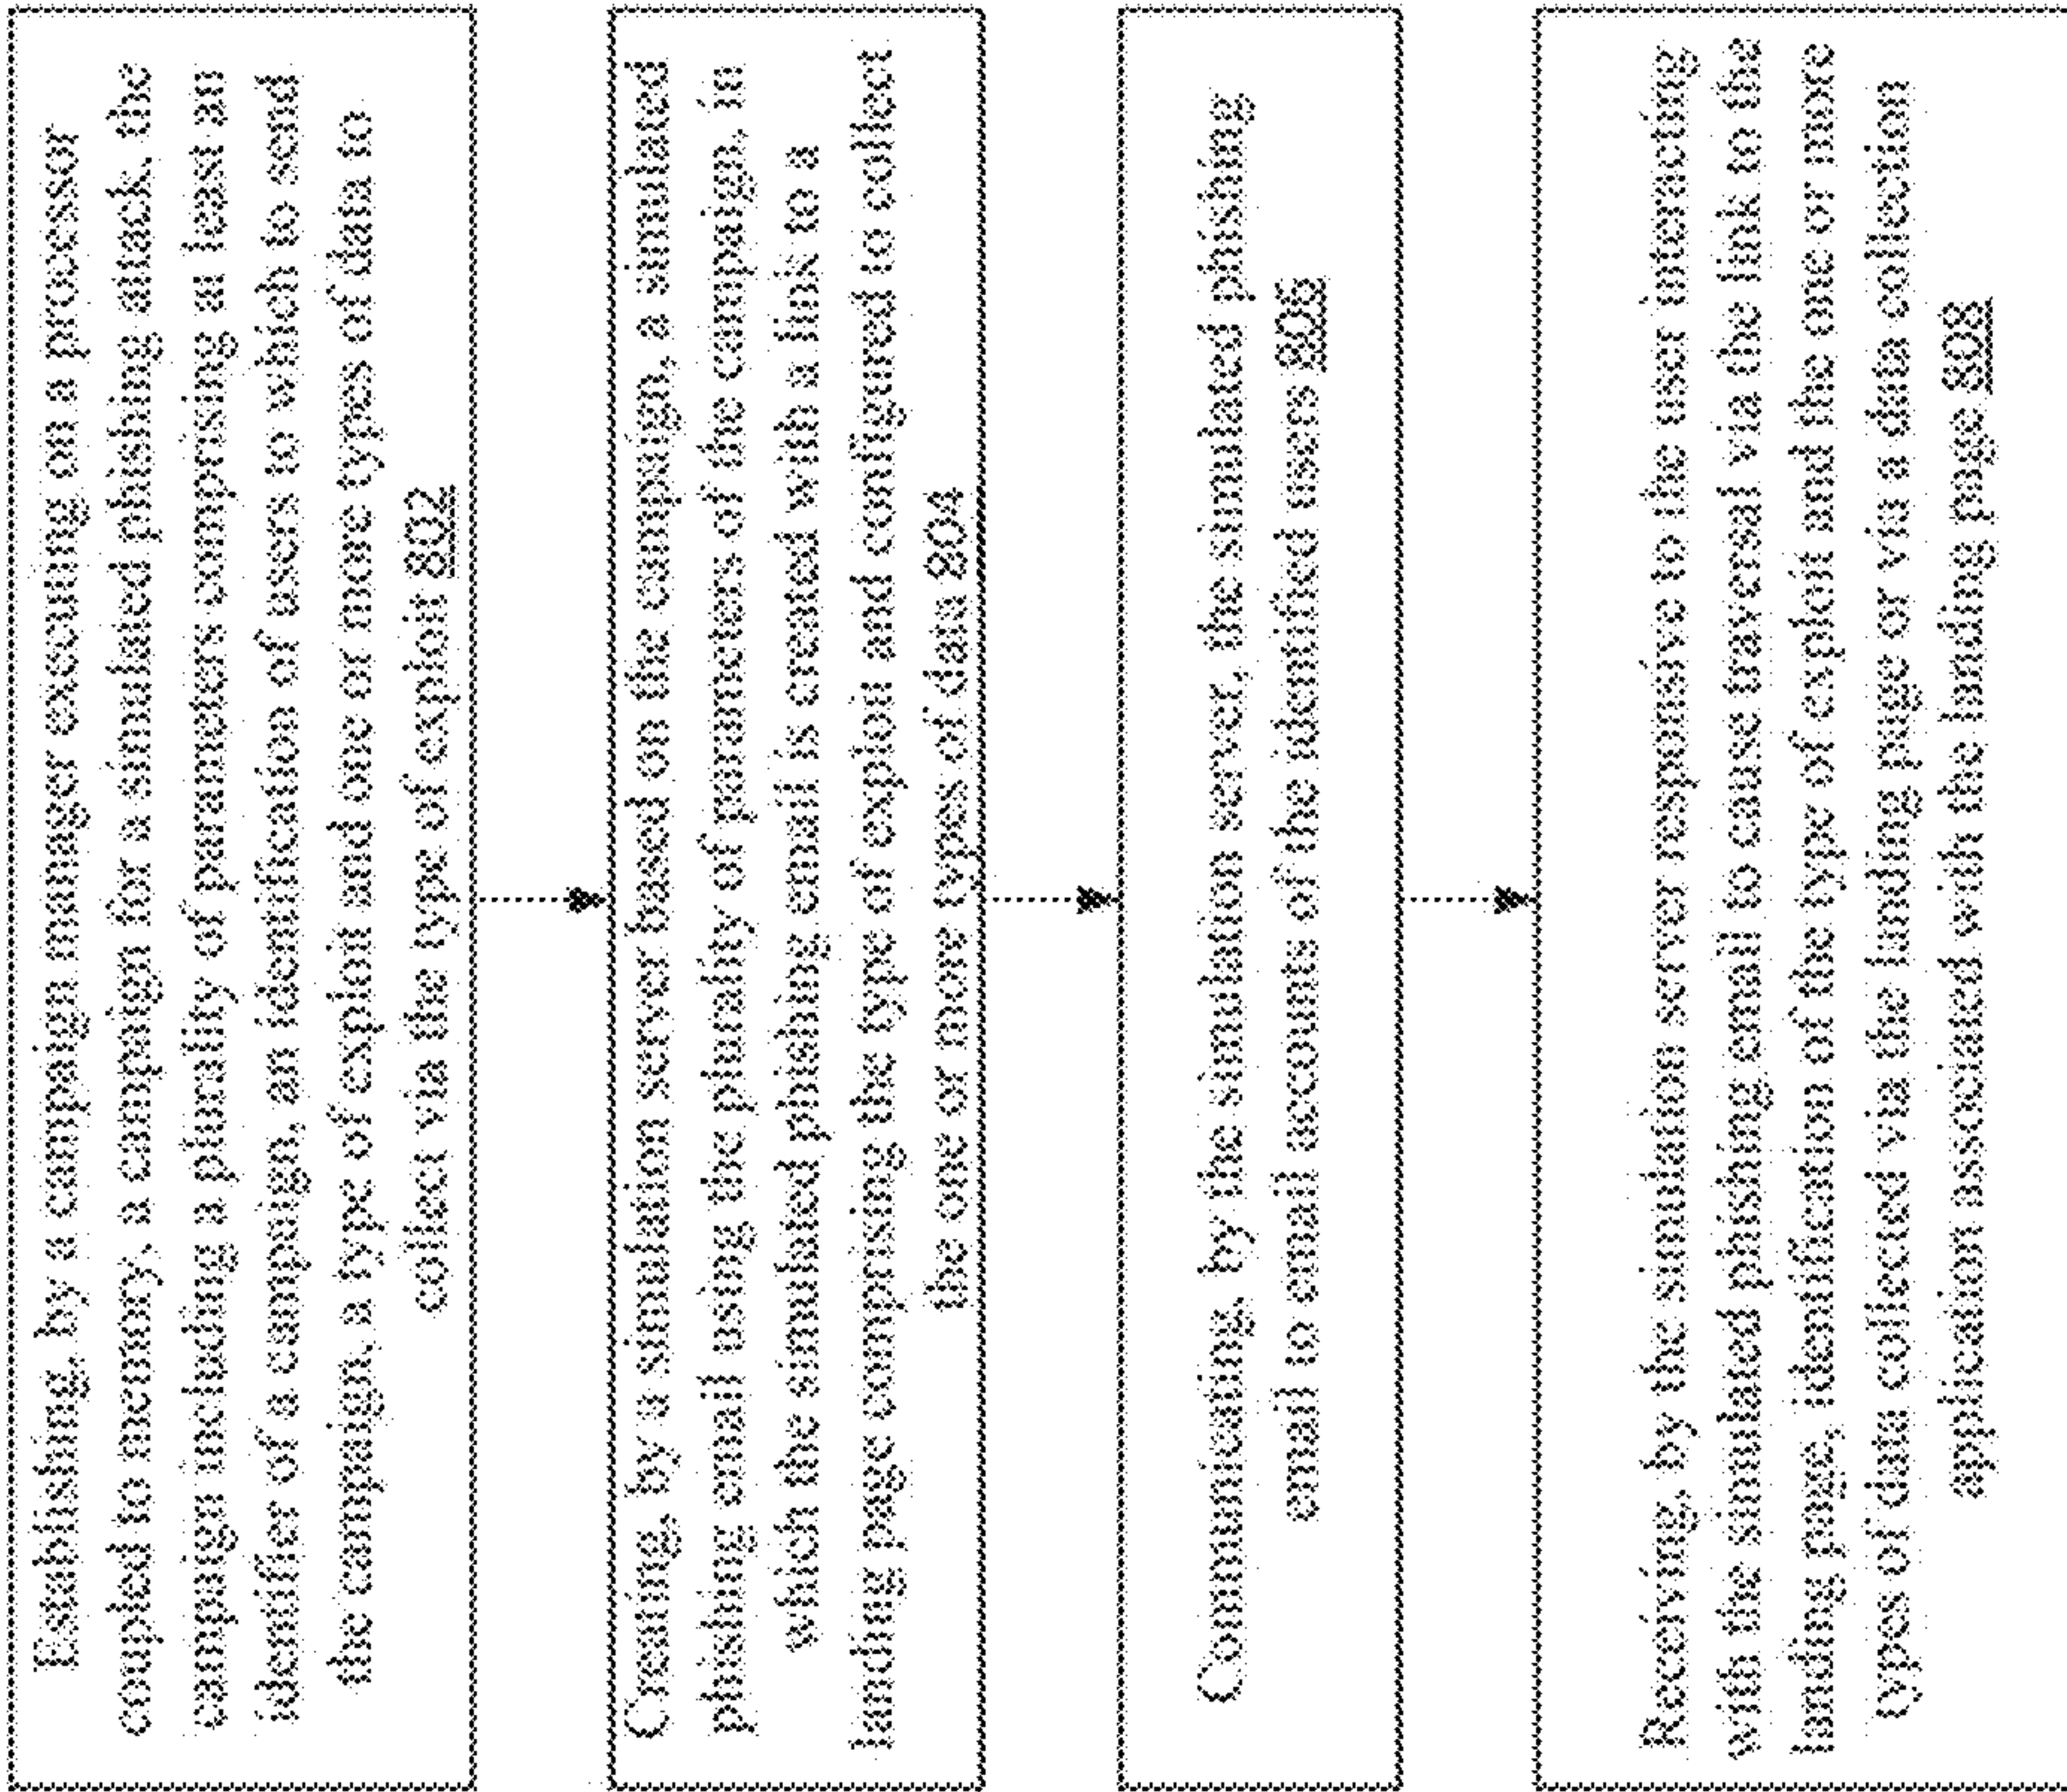 Establishing, by a campaign manager executing on a processor
coupled to memory, a campaign for a simulated phishing attack, the
campaign including a plurality of parameters comprising at least an
identifier of a campaign, an identification of users to which to send
the campaign, a type of exploit and one or more types of data to
collect via the type of exploit 802
Creating, by a simulation server based on the campaign, a simulated
phishing email using the plurality of parameters of the campaign, in
which the simulated phishing email is created with a link to a
landing page comprising the type of exploit and configured to collect
the one or more types of data 804
Communicating, by the simulation server, the simulated phishing
email to email accounts of the identified users 806
Receiving, by the simulation server responsive to the user interacting
with the simulated phishing email to cause traversal via the link to the
landing page, identification of the type of exploit and the one or more
types of data collected via the landing page or via a data collection
application associated with the landing page 808